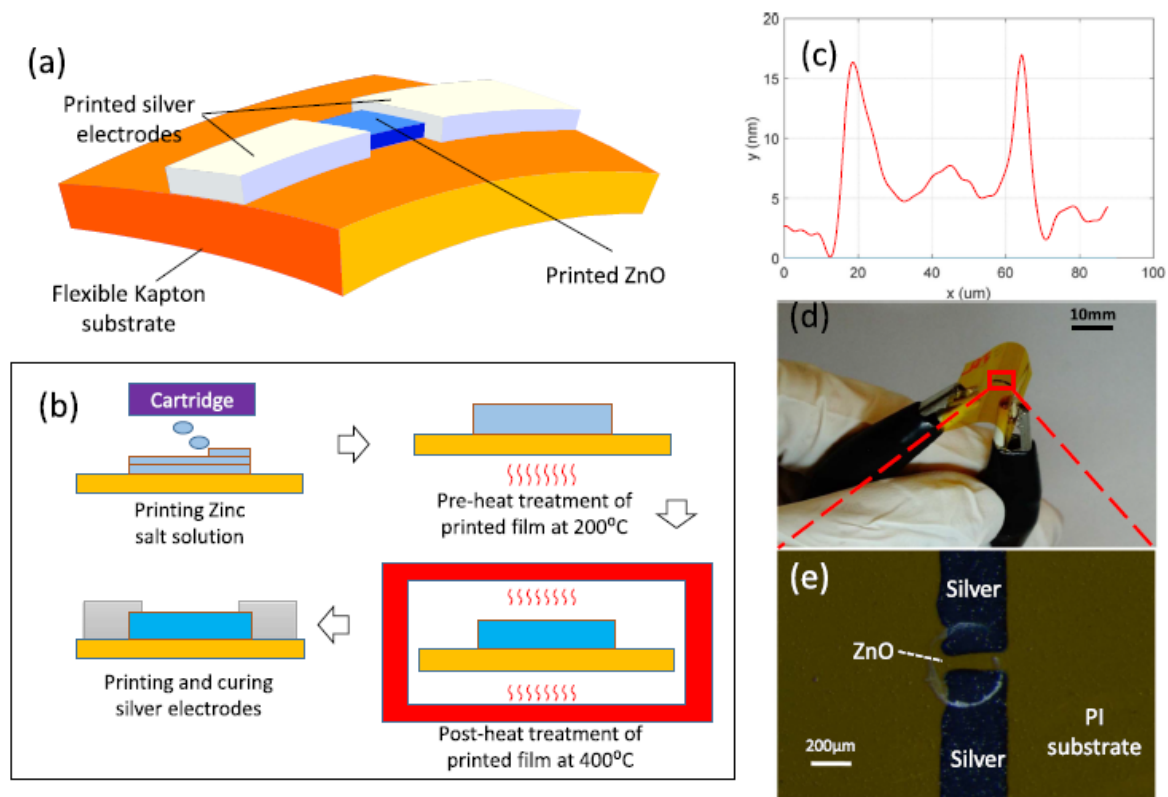 (a)
Printed silver
electrodes
Flexible Kapton
substrate
Printed ZnO
(b)
Cartridge
Printing Zinc
salt solution
Pre-heat treatment of
printed film at 200⁰C
Printing and curing
silver electrodes
Post-heat treatment of
printed film at 400⁰C
(c)
20
15
10
5
0
y (nm)
0 20 40 60 80 100
x (um)
(d)
10mm
(e)
Silver
ZnO
PI
substrate
200µm
Silver